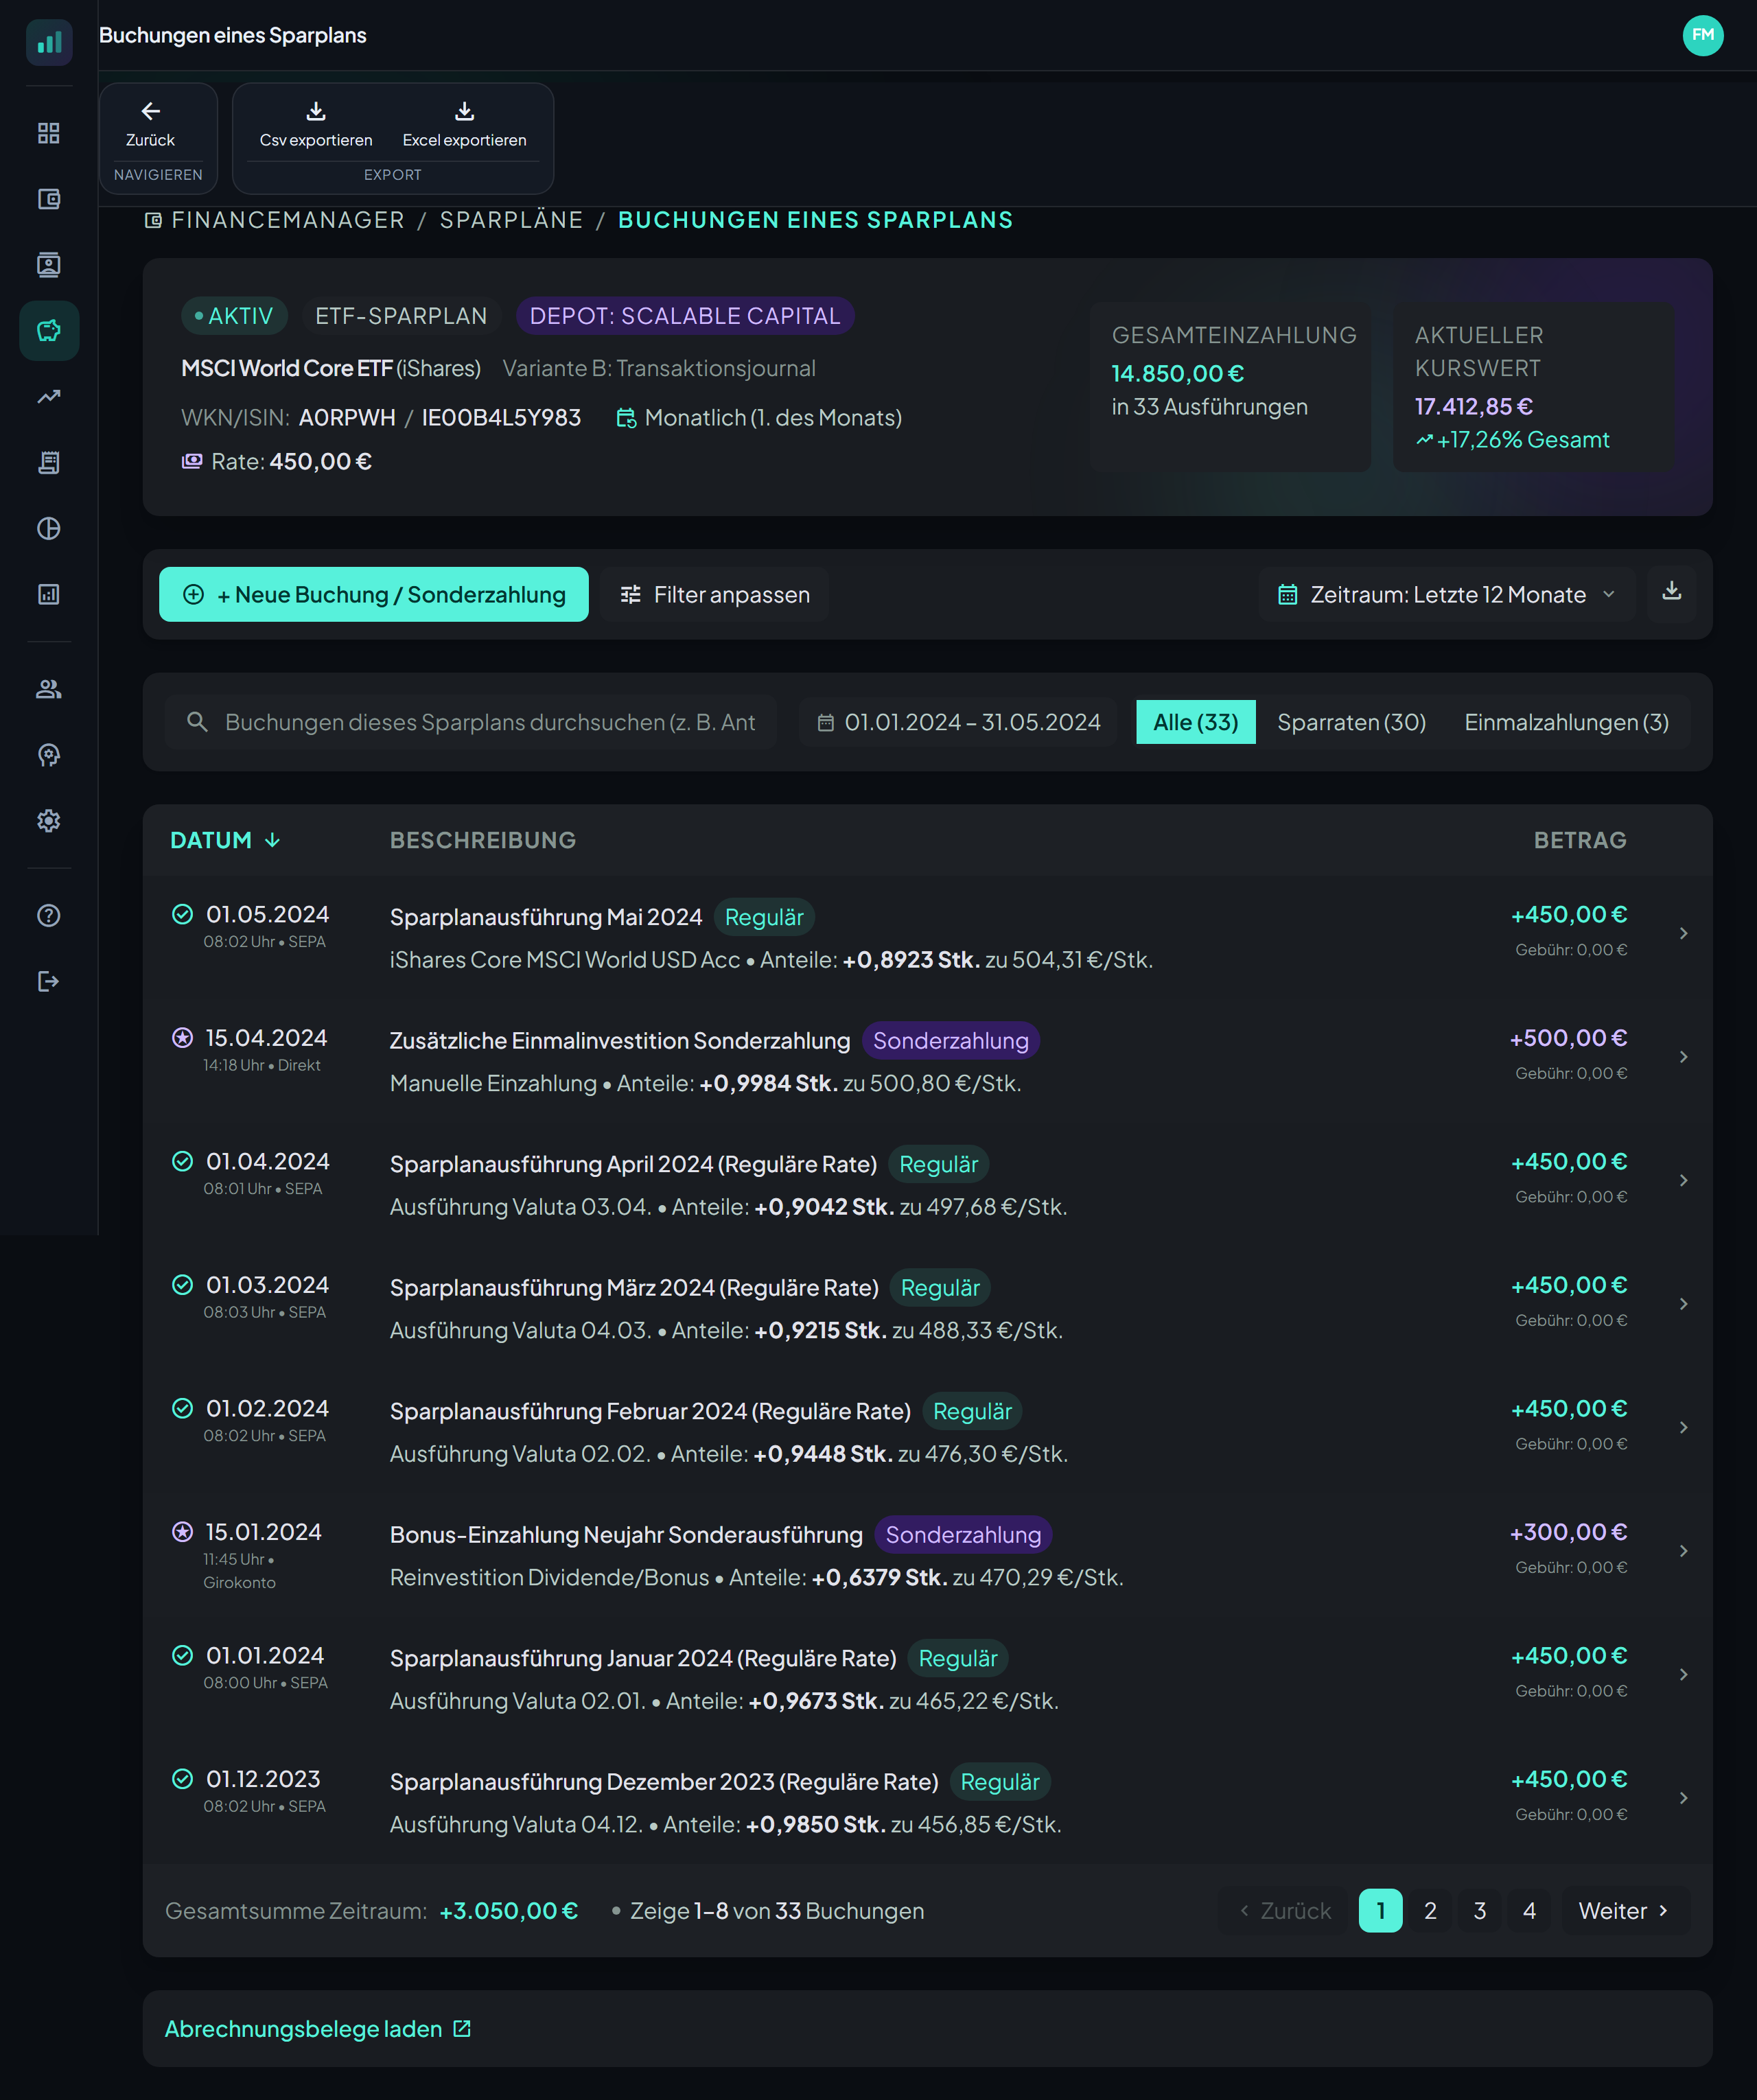 Buchungen eines Sparplans
FM
Zurück
NAVIGIEREN
Csv exportieren
Excel exportieren
EXPORT
FINANCEMANAGER / SPARPLÄNE / BUCHUNGEN EINES SPARPLANS
AKTIV
ETF-SPARPLAN
DEPOT: SCALABLE CAPITAL
MSCI World Core ETF (iShares) Variante B: Transaktionsjournal
WKN/ISIN: A0RPWH / IE00B4L5Y983
Monatlich (1. des Monats)
Rate: 450,00 €
GESAMTEINZAHLUNG
14.850,00 €
in 33 Ausführungen
AKTUELLER
KURSWERT
17.412,85 €
+17,26% Gesamt
+ Neue Buchung / Sonderzahlung
Filter anpassen
Zeitraum: Letzte 12 Monate
Buchungen dieses Sparplans durchsuchen (z. B. Ant
01.01.2024 – 31.05.2024
Alle (33)
Sparraten (30)
Einmalzahlungen (3)
DATUM
BESCHREIBUNG
BETRAG
01.05.2024
08:02 Uhr • SEPA
Sparplanausführung Mai 2024 Regulär
iShares Core MSCI World USD Acc • Anteile: +0,8923 Stk. zu 504,31 €/Stk.
+450,00 €
Gebühr: 0,00 €
15.04.2024
14:18 Uhr • Direkt
Zusätzliche Einmalinvestition Sonderzahlung Sonderzahlung
Manuelle Einzahlung • Anteile: +0,9984 Stk. zu 500,80 €/Stk.
+500,00 €
Gebühr: 0,00 €
01.04.2024
08:01 Uhr • SEPA
Sparplanausführung April 2024 (Reguläre Rate) Regulär
Ausführung Valuta 03.04. • Anteile: +0,9042 Stk. zu 497,68 €/Stk.
+450,00 €
Gebühr: 0,00 €
01.03.2024
08:03 Uhr • SEPA
Sparplanausführung März 2024 (Reguläre Rate) Regulär
Ausführung Valuta 04.03. • Anteile: +0,9215 Stk. zu 488,33 €/Stk.
+450,00 €
Gebühr: 0,00 €
01.02.2024
08:02 Uhr • SEPA
Sparplanausführung Februar 2024 (Reguläre Rate) Regulär
Ausführung Valuta 02.02. • Anteile: +0,9448 Stk. zu 476,30 €/Stk.
+450,00 €
Gebühr: 0,00 €
15.01.2024
11:45 Uhr •
Girokonto
Bonus-Einzahlung Neujahr Sonderausführung Sonderzahlung
Reinvestition Dividende/Bonus • Anteile: +0,6379 Stk. zu 470,29 €/Stk.
+300,00 €
Gebühr: 0,00 €
01.01.2024
08:00 Uhr • SEPA
Sparplanausführung Januar 2024 (Reguläre Rate) Regulär
Ausführung Valuta 02.01. • Anteile: +0,9673 Stk. zu 465,22 €/Stk.
+450,00 €
Gebühr: 0,00 €
01.12.2023
08:02 Uhr • SEPA
Sparplanausführung Dezember 2023 (Reguläre Rate) Regulär
Ausführung Valuta 04.12. • Anteile: +0,9850 Stk. zu 456,85 €/Stk.
+450,00 €
Gebühr: 0,00 €
Gesamtsumme Zeitraum: +3.050,00 € • Zeige 1–8 von 33 Buchungen
Zurück 1 2 3 4 Weiter
Abrechnungsbelege laden